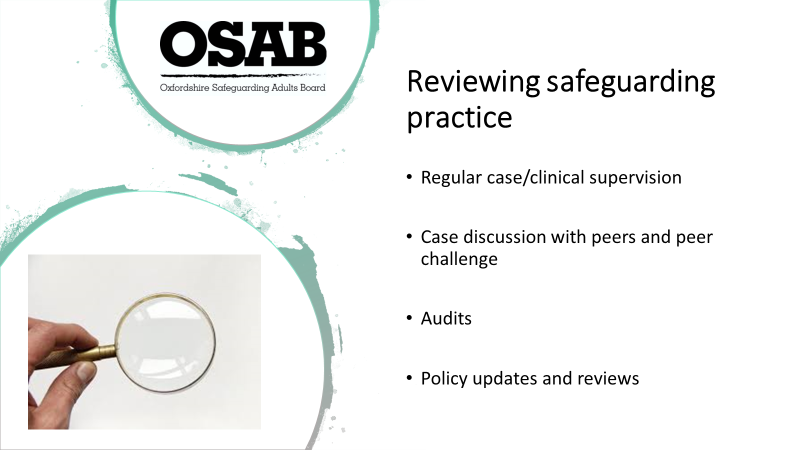 OSAB
Oxfordshire Safeguarding Adults Board
Reviewing safeguarding
practice
• Regular case/clinical supervision
• Case discussion with peers and peer
challenge
• Audits
• Policy updates and reviews